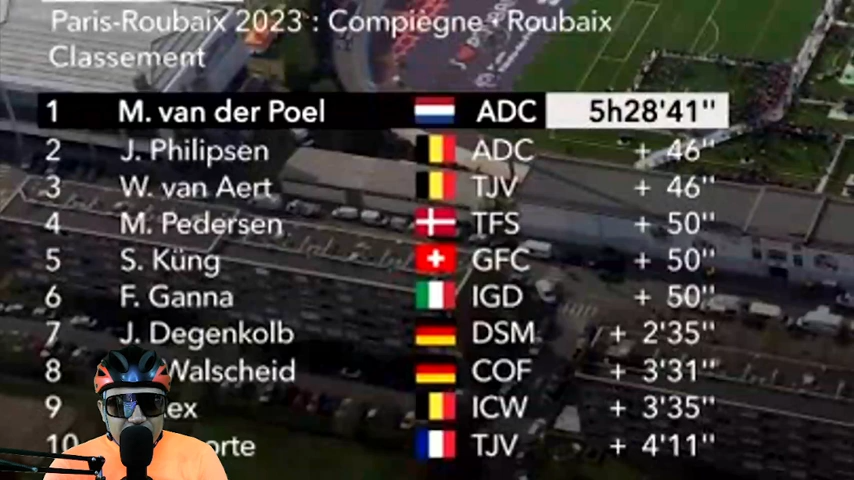 Paris-Roubaix 2023 : Compiègne - Roubaix
Classement
1 M. van der Poel ADC 5h28'41''
2 J. Philipsen ADC + 46''
3 W. van Aert TJV + 46''
4 M. Pedersen TFS + 50''
5 S. Küng GFC + 50''
6 F. Ganna IGD + 50''
7 J. Degenkolb DSM + 2'35''
8 Walscheid COF + 3'31''
9 ex ICW + 3'35''
10 orte TJV + 4'11''